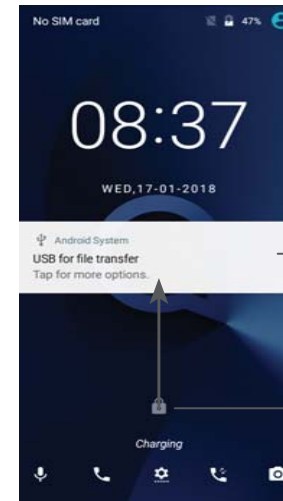 No SIM card 47%
08:37
WED,17-01-2018
Android System
USB for file transfer
Tap for more options.
Charging